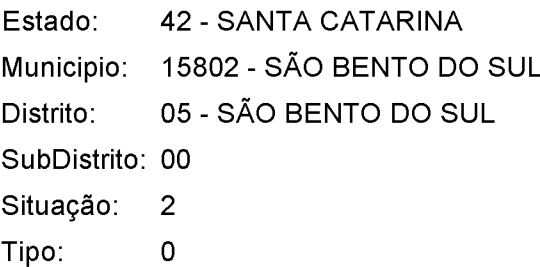 Estado: 42 - SANTA CATARINA
Municipio: 15802 - SÃO BENTO DO SUL
Distrito: 05 - SÃO BENTO DO SUL
SubDistrito: 00
Situação: 2
Tipo: 0